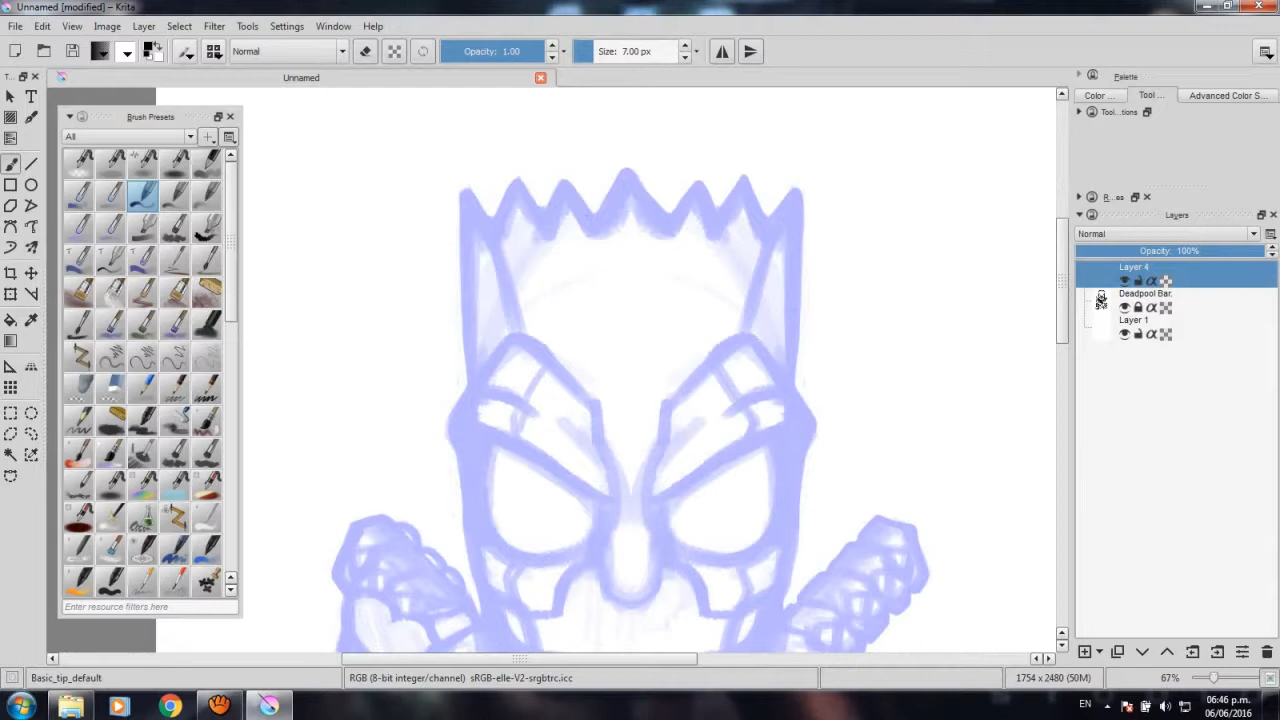 Unnamed [modified] – Krita
File Edit View Image Layer Select Filter Tools Settings Window Help
Normal Opacity: 1.00 Size: 7.00 px
T...
Unnamed
Palette
Color ... Tool ... Advanced Color S...
Tool...tions
Brush Presets
All
R...es
Layers
Normal
Opacity: 100%
Layer 4
Deadpool Bar.
Layer 1
Enter resource filters here
Basic_tip_default
RGB (8-bit integer/channel) sRGB-elle-V2-srgbtrc.icc
1754 x 2480 (50M)
67%
EN
06:46 p.m.
06/06/2016